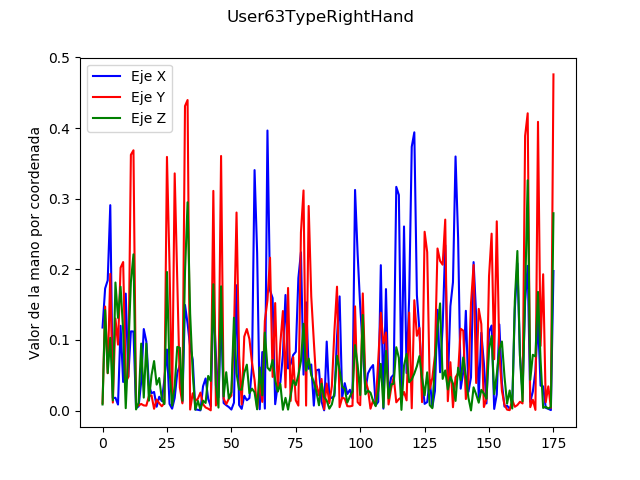 User63TypeRightHand
Eje X
Eje Y
Eje Z
Valor de la mano por coordenada
0.5
0.4
0.3
0.2
0.1
0.0
0 25 50 75 100 125 150 175